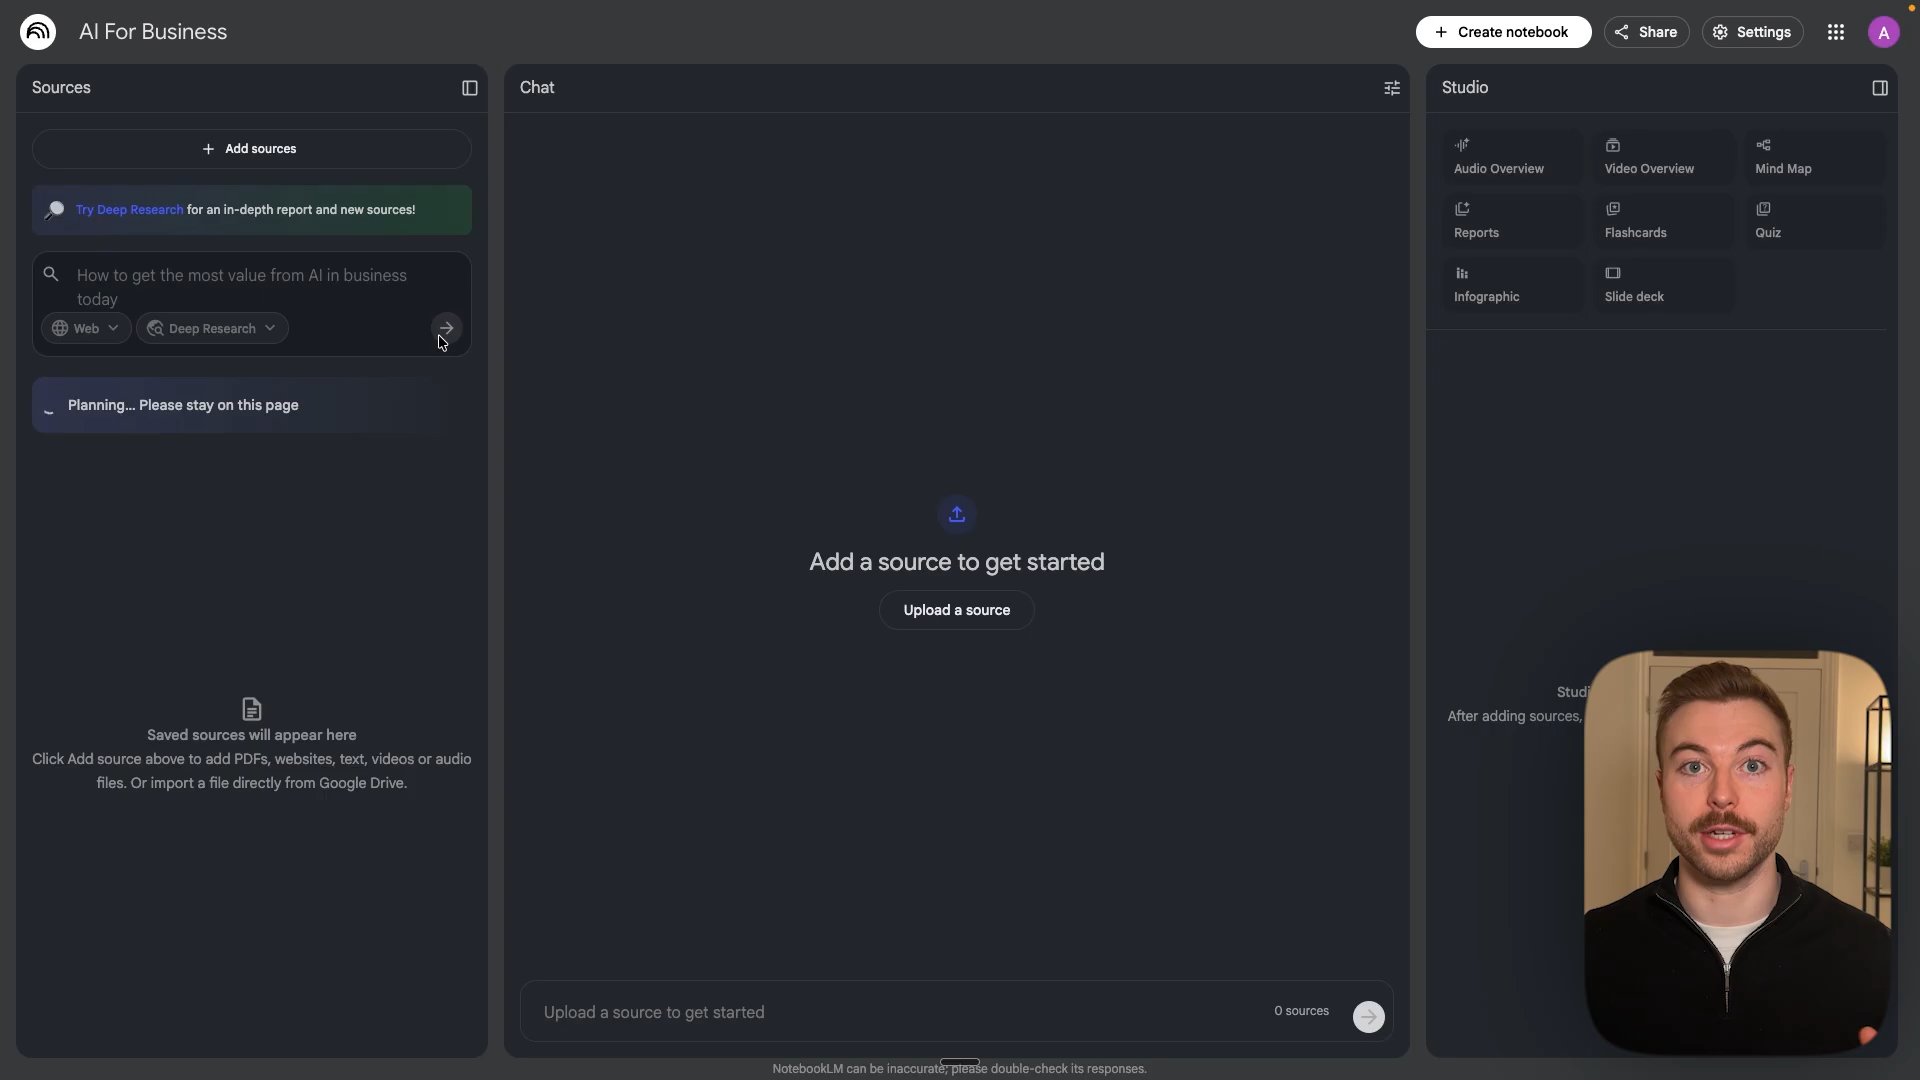 AI For Business
Create notebook
Share
Settings
A
Sources
Add sources
Try Deep Research for an in-depth report and new sources!
How to get the most value from AI in business
today
Web
Deep Research
Planning... Please stay on this page
Saved sources will appear here
Click Add source above to add PDFs, websites, text, videos or audio
files. Or import a file directly from Google Drive.
Chat
Add a source to get started
Upload a source
Upload a source to get started
0 sources
Studio
Audio Overview
Video Overview
Mind Map
Reports
Flashcards
Quiz
Infographic
Slide deck
After adding sources,
NotebookLM can be inaccurate; please double-check its responses.